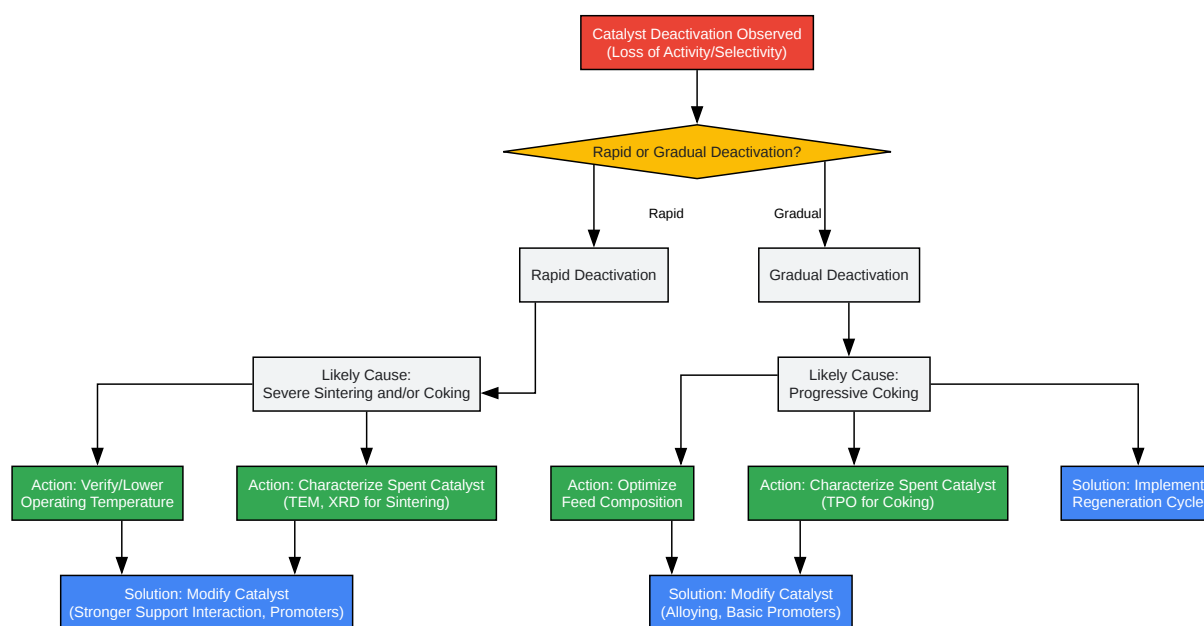 Catalyst Deactivation Observed
(Loss of Activity/Selectivity)
Rapid or Gradual Deactivation?
Rapid
Gradual
Rapid Deactivation
Gradual Deactivation
Likely Cause:
Severe Sintering and/or Coking
Likely Cause:
Progressive Coking
Action: Verify/Lower
Operating Temperature
Action: Characterize Spent Catalyst
(TEM, XRD for Sintering)
Action: Optimize
Feed Composition
Action: Characterize Spent Catalyst
(TPO for Coking)
Solution: Implement
Regeneration Cycle
Solution: Modify Catalyst
(Stronger Support Interaction, Promoters)
Solution: Modify Catalyst
(Alloying, Basic Promoters)